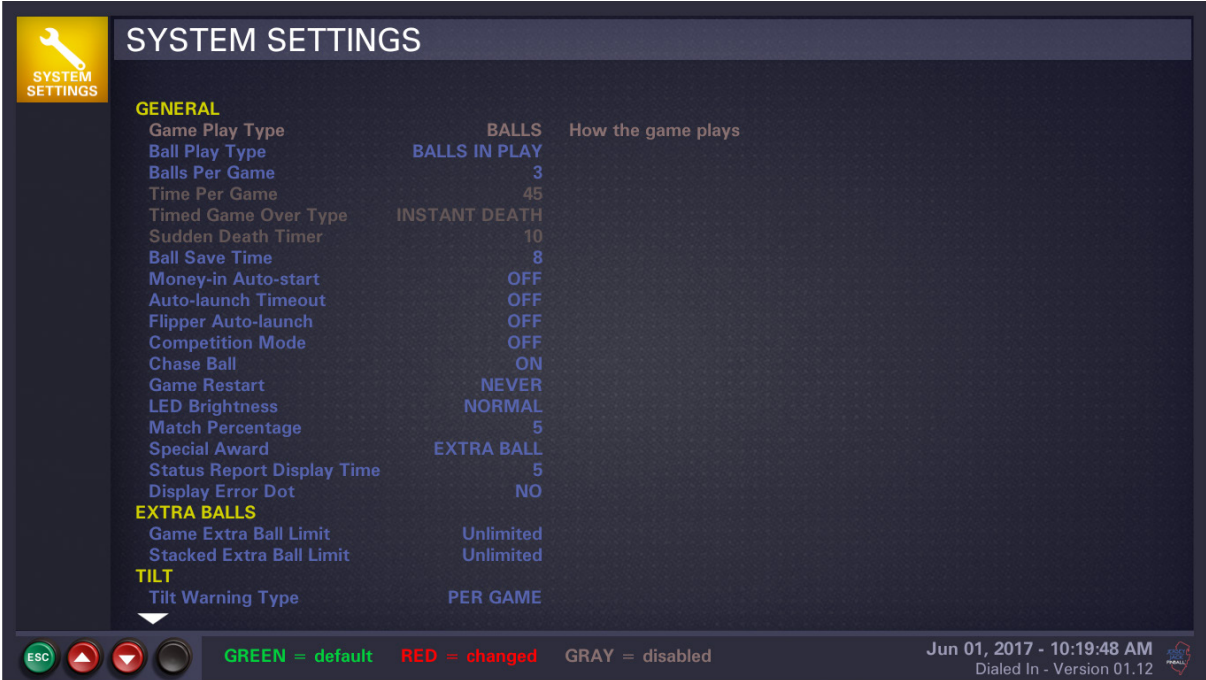 SYSTEM SETTINGS
SYSTEM
SETTINGS
GENERAL
Game Play Type BALLS How the game plays
Ball Play Type BALLS IN PLAY
Balls Per Game 3
Time Per Game 45
Timed Game Over Type INSTANT DEATH
Sudden Death Timer 10
Ball Save Time 8
Money-in Auto-start OFF
Auto-launch Timeout OFF
Flipper Auto-launch OFF
Competition Mode OFF
Chase Ball ON
Game Restart NEVER
LED Brightness NORMAL
Match Percentage 5
Special Award EXTRA BALL
Status Report Display Time 5
Display Error Dot NO
EXTRA BALLS
Game Extra Ball Limit Unlimited
Stacked Extra Ball Limit Unlimited
TILT
Tilt Warning Type PER GAME
ESC GREEN = default RED = changed GRAY = disabled
Jun 01, 2017 - 10:19:48 AM
Dialed In - Version 01.12
JERSEY
JACK
PINBALL